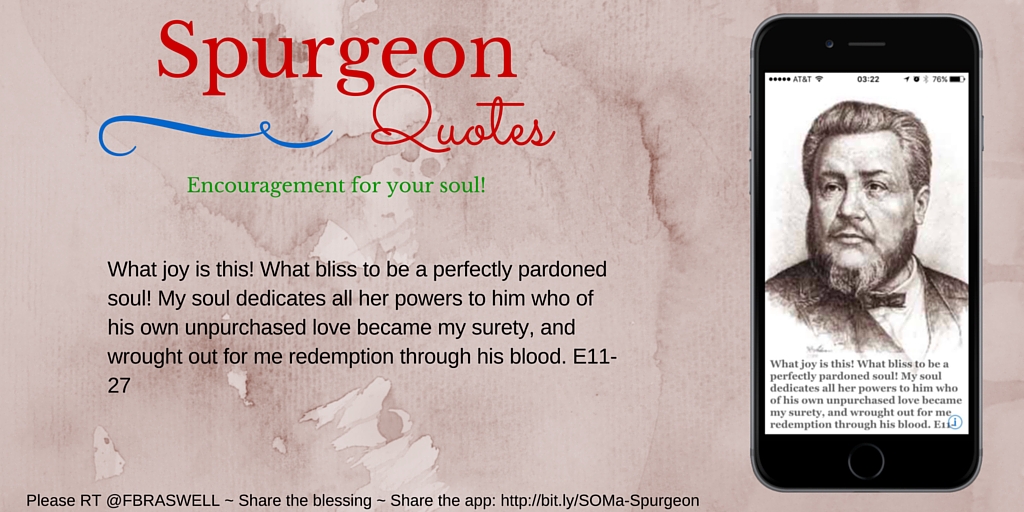 Spurgeon
Quotes
Encouragement for your soul!
What joy is this! What bliss to be a perfectly pardoned
soul! My soul dedicates all her powers to him who of
his own unpurchased love became my surety, and
wrought out for me redemption through his blood. E11-
27
Please RT @FBRASWELL ~ Share the blessing ~ Share the app: http://bit.ly/SOMa-Spurgeon
AT&T 03:22 76%
What joy is this! What bliss to be a
perfectly pardoned soul! My soul
dedicates all her powers to him who
of his own unpurchased love became
my surety, and wrought out for me
redemption through his blood.